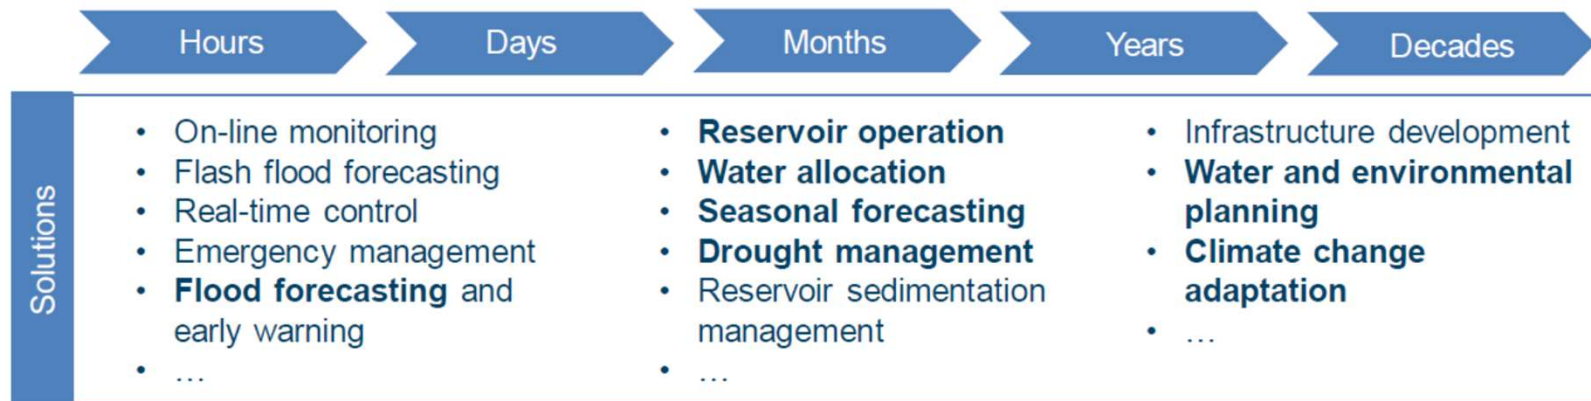 Hours
Days
Months
Years
Decades
Solutions
• On-line monitoring
• Flash flood forecasting
• Real-time control
• Emergency management
• Flood forecasting and
early warning
• ...
• Reservoir operation
• Water allocation
• Seasonal forecasting
• Drought management
• Reservoir sedimentation
management
• ...
• Infrastructure development
• Water and environmental
planning
• Climate change
adaptation
• ...